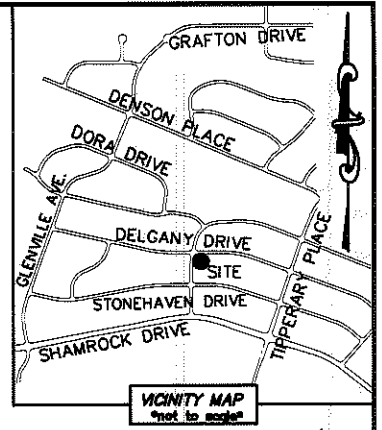 GRAFTON DRIVE
DENSON PLACE
DORA DRIVE
GLENVILLE AVE.
DELGANY DRIVE
SITE
TIPPERARY PLACE
STONEHAVEN DRIVE
SHAMROCK DRIVE
VICINITY MAP
*not to scale*